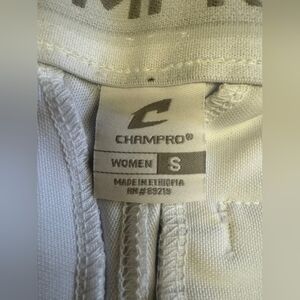 CHAMPRO®
WOMEN S
MADE IN ETHIOPIA
RN# 89219